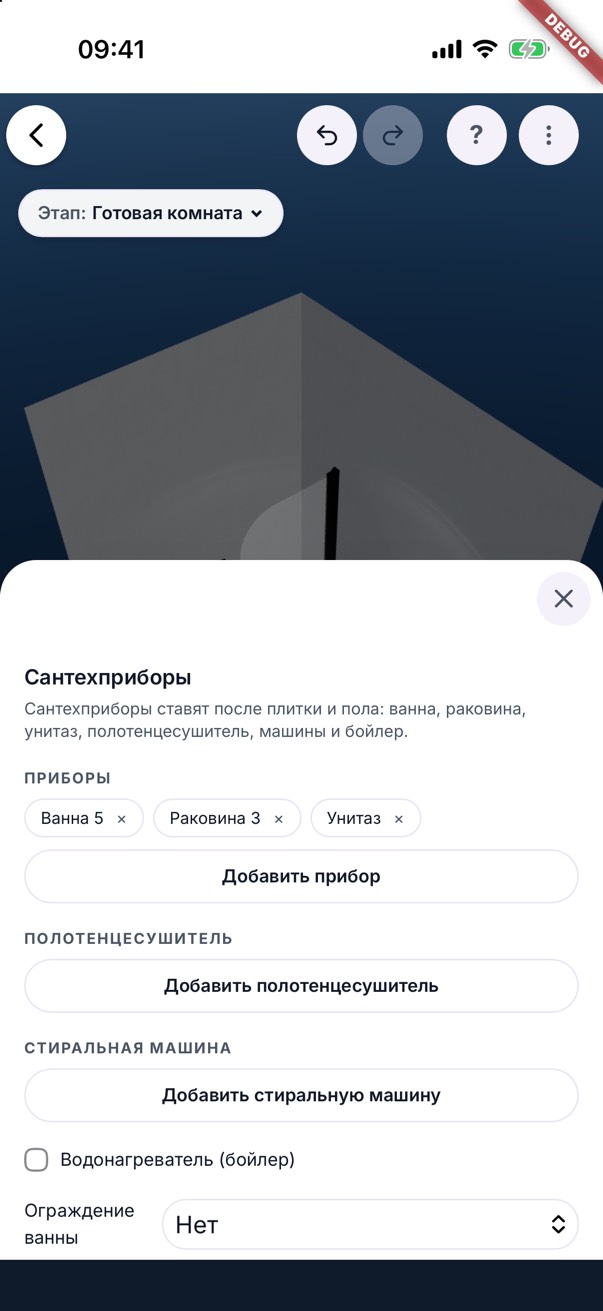 09:41
DEBUG
?
Этап: Готовая комната
Сантехприборы
Сантехприборы ставят после плитки и пола: ванна, раковина,
унитаз, полотенцесушитель, машины и бойлер.
ПРИБОРЫ
Ванна 5 ×
Раковина 3 ×
Унитаз ×
Добавить прибор
ПОЛОТЕНЦЕСУШИТЕЛЬ
Добавить полотенцесушитель
СТИРАЛЬНАЯ МАШИНА
Добавить стиральную машину
Водонагреватель (бойлер)
Ограждение
ванны
Нет